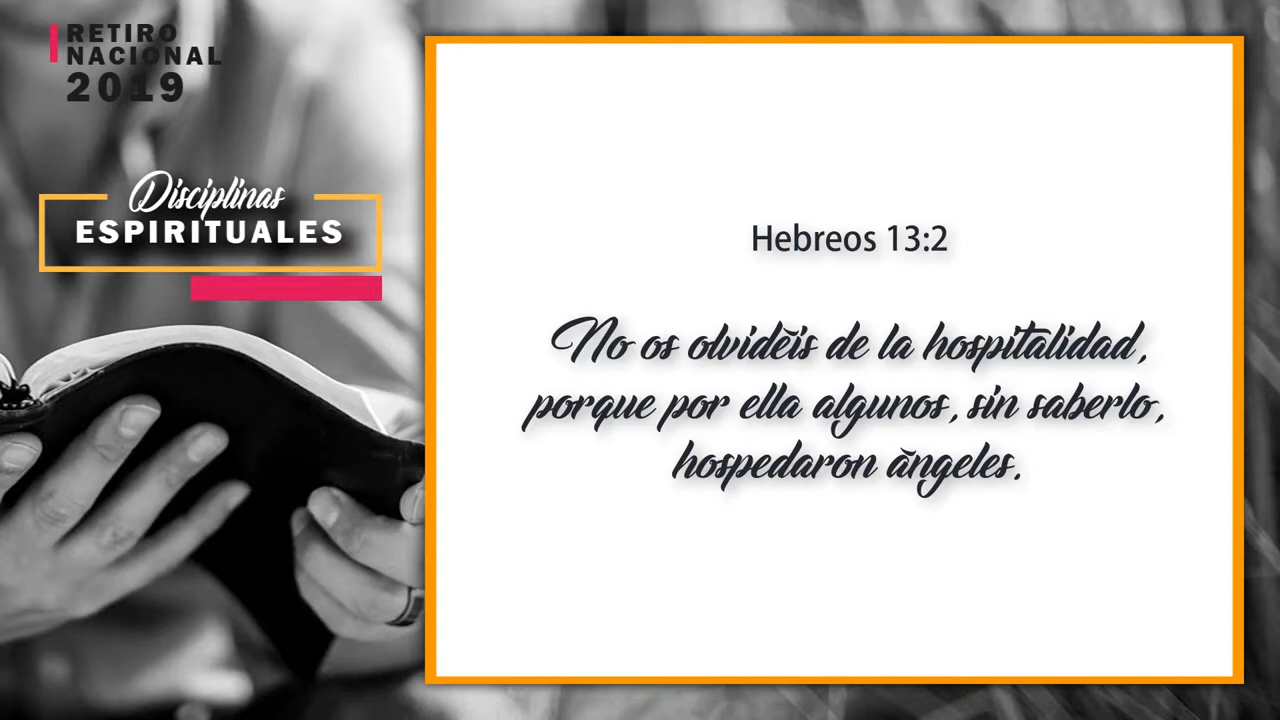 RETIRO
NACIONAL
2019
Disciplinas
ESPIRITUALES
Hebreos 13:2
No os olvidéis de la hospitalidad,
porque por ella algunos, sin saberlo,
hospedaron ángeles.